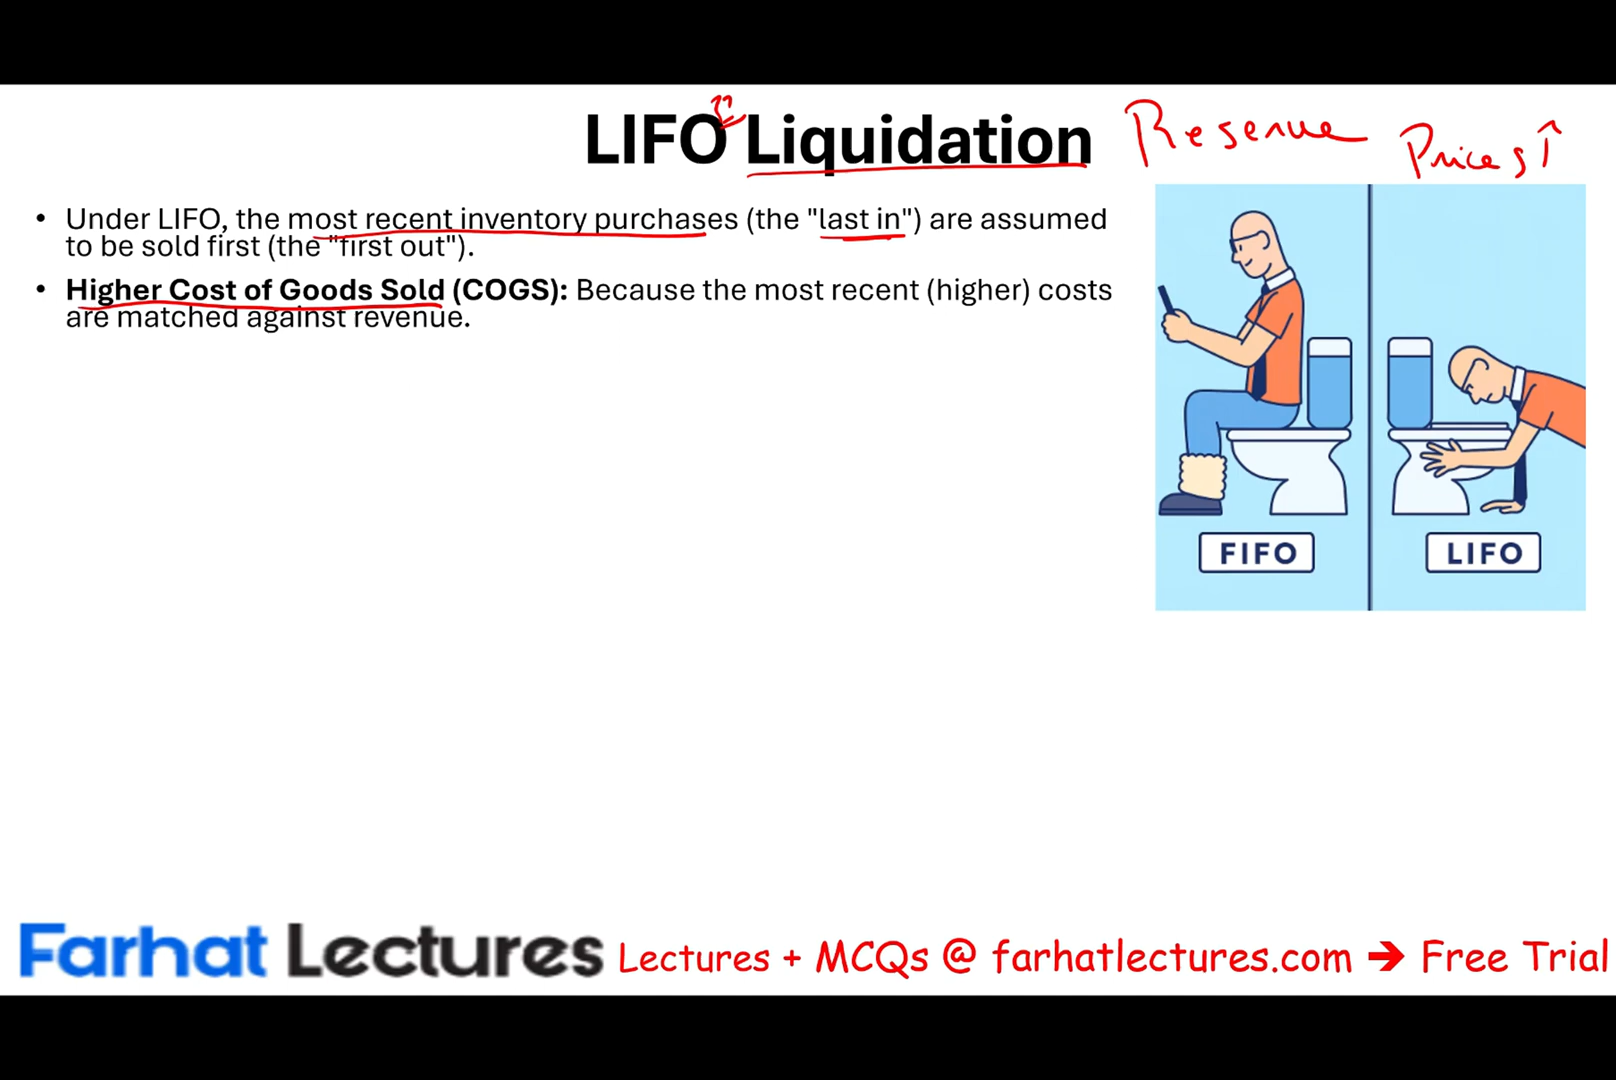 LIFO Liquidation Reserve Prices ↑
• Under LIFO, the most recent inventory purchases (the "last in") are assumed
to be sold first (the "first out").
• Higher Cost of Goods Sold (COGS): Because the most recent (higher) costs
are matched against revenue.
FIFO
LIFO
Farhat Lectures Lectures + MCQs @ farhatlectures.com ➔ Free Trial